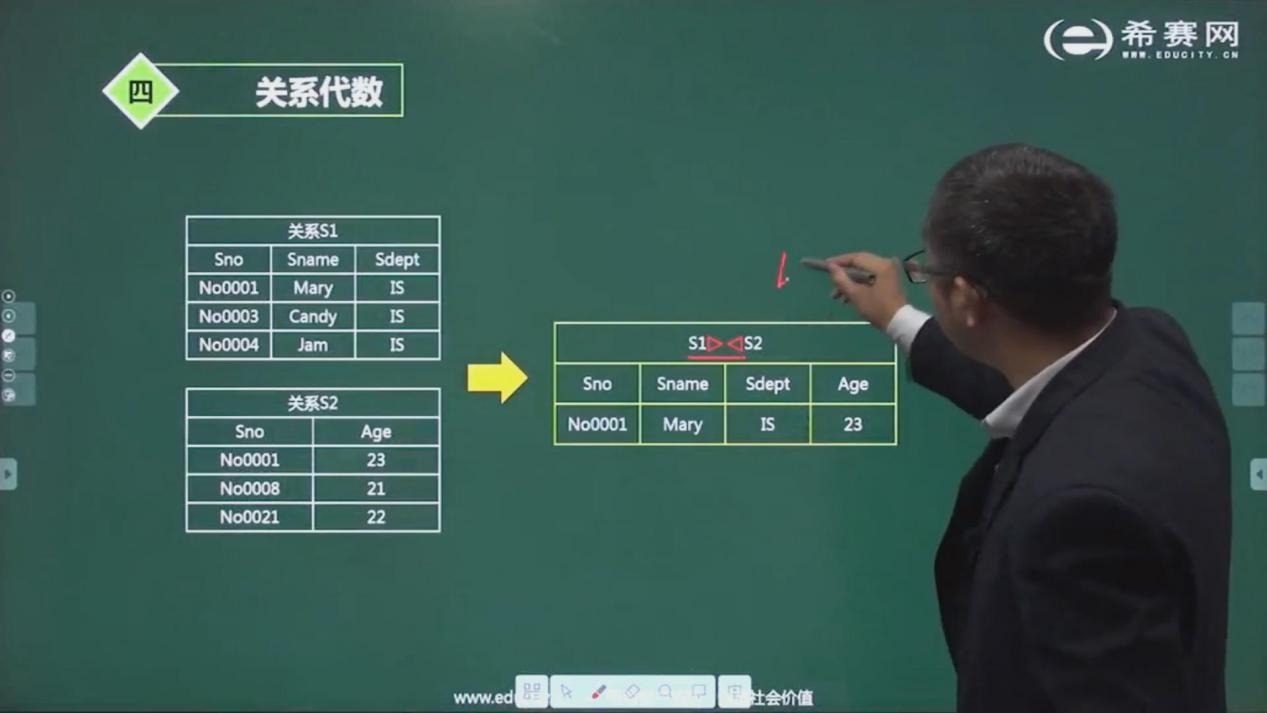 希赛网
WWW.EDUCITY.CN
四
关系代数
关系S1
Sno Sname Sdept
No0001 Mary IS
No0003 Candy IS
No0004 Jam IS
关系S2
Sno Age
No0001 23
No0008 21
No0021 22
S1▷◁S2
Sno Sname Sdept Age
No0001 Mary IS 23
www.edu
社会价值